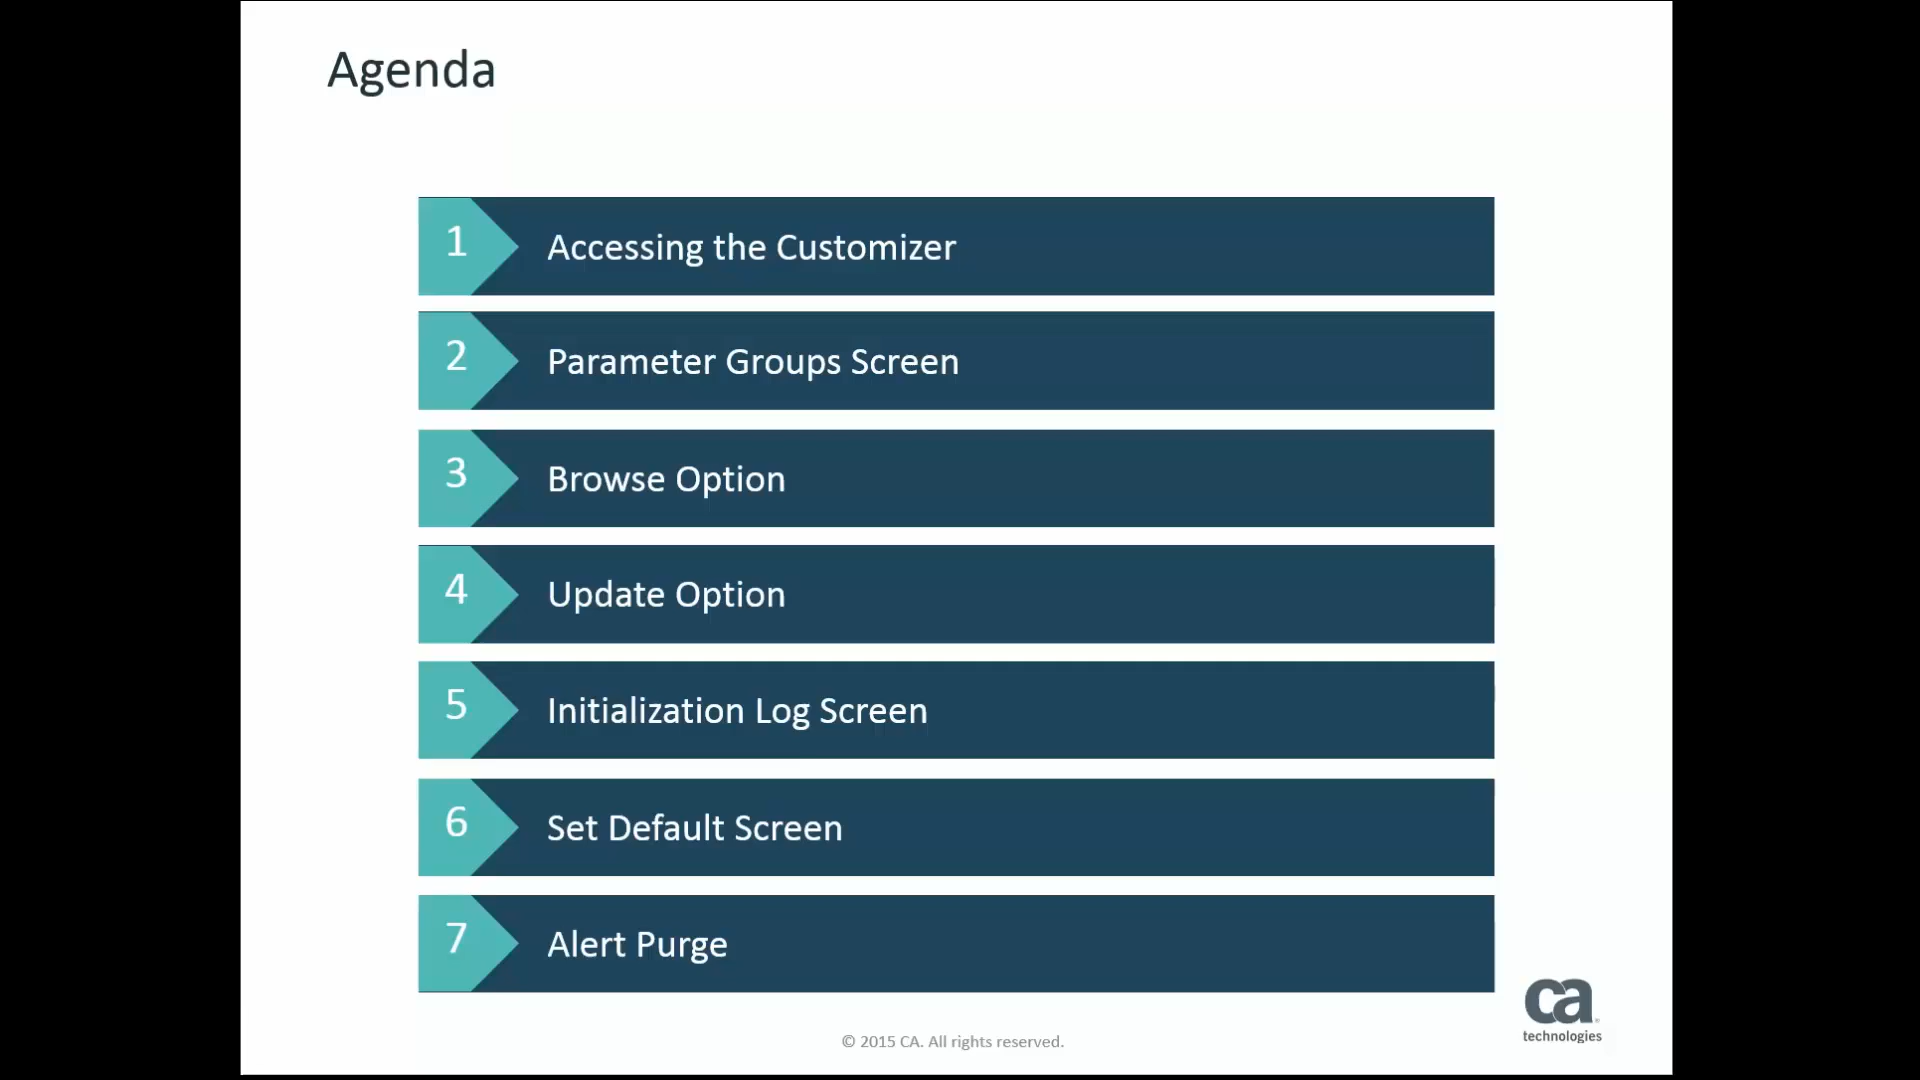 Agenda
1 Accessing the Customizer
2 Parameter Groups Screen
3 Browse Option
4 Update Option
5 Initialization Log Screen
6 Set Default Screen
7 Alert Purge
ca
technologies
© 2015 CA. All rights reserved.